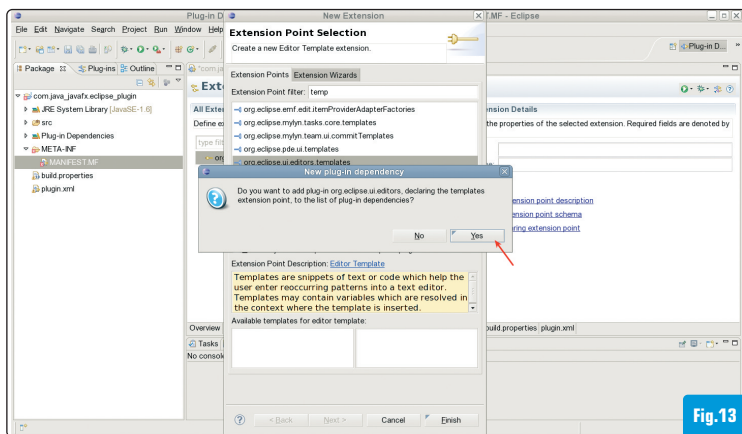 Plug-in D
New Extension
.MF - Eclipse
File Edit Navigate Search Project Run Window Help
Extension Point Selection
Create a new Editor Template extension.
Plug-in D...
Package Plug-ins Outline
*com.ja
Extension Points Extension Wizards
Exte
Extension Point filter: temp
com.java_javafx.eclipse_plugin
JRE System Library [JavaSE-1.6]
src
Plug-in Dependencies
META-INF
MANIFEST.MF
build.properties
plugin.xml
All Exter
Define ex
type filt
org
org.eclipse.emf.edit.itemProviderAdapterFactories
org.eclipse.mylyn.tasks.core.templates
org.eclipse.mylyn.team.ui.commitTemplates
org.eclipse.pde.ui.templates
org.eclipse.ui.editors.templates
nsion Details
the properties of the selected extension. Required fields are denoted by
New plug-in dependency
Do you want to add plug-in org.eclipse.ui.editors, declaring the templates
extension point, to the list of plug-in dependencies?
No Yes
ension point description
ension point schema
ring extension point
Extension Point Description: Editor Template
Templates are snippets of text or code which help the
user enter reoccurring patterns into a text editor.
Templates may contain variables which are resolved in
the context where the template is inserted.
Available templates for editor template:
Overview
build.properties plugin.xml
Tasks
No consol
< Back Next > Cancel Finish
Fig.13